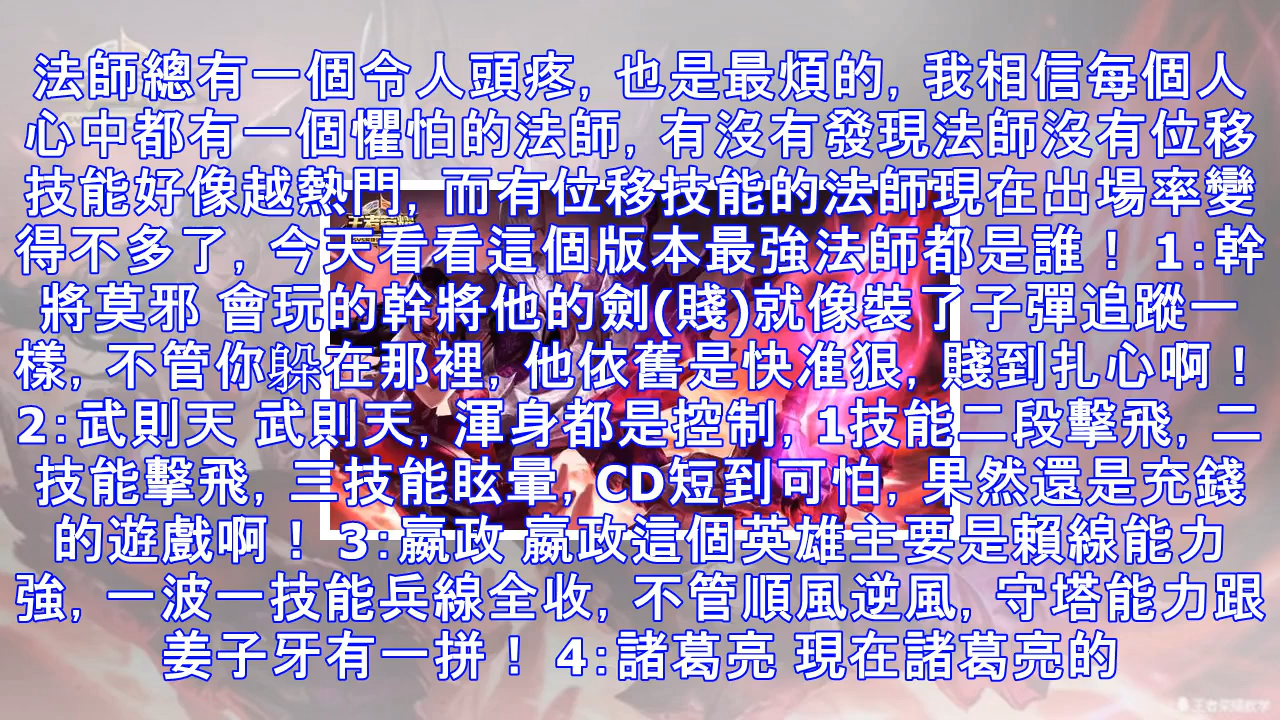 法師總有一個令人頭疼, 也是最煩的, 我相信每個人
心中都有一個懼怕的法師, 有沒有發現法師沒有位移
技能好像越熱門, 而有位移技能的法師現在出場率變
得不多了, 今天看看這個版本最強法師都是誰！ 1:幹
將莫邪 會玩的幹將他的劍(賤)就像裝了子彈追蹤一
樣, 不管你躲在那裡, 他依舊是快准狠, 賤到扎心啊！
2:武則天 武則天, 渾身都是控制, 1技能二段擊飛, 二
技能擊飛, 三技能眩暈, CD短到可怕, 果然還是充錢
的遊戲啊！ 3:嬴政 嬴政這個英雄主要是賴線能力
強, 一波一技能兵線全收, 不管順風逆風, 守塔能力跟
姜子牙有一拼！ 4:諸葛亮 現在諸葛亮的
王者荣耀教学